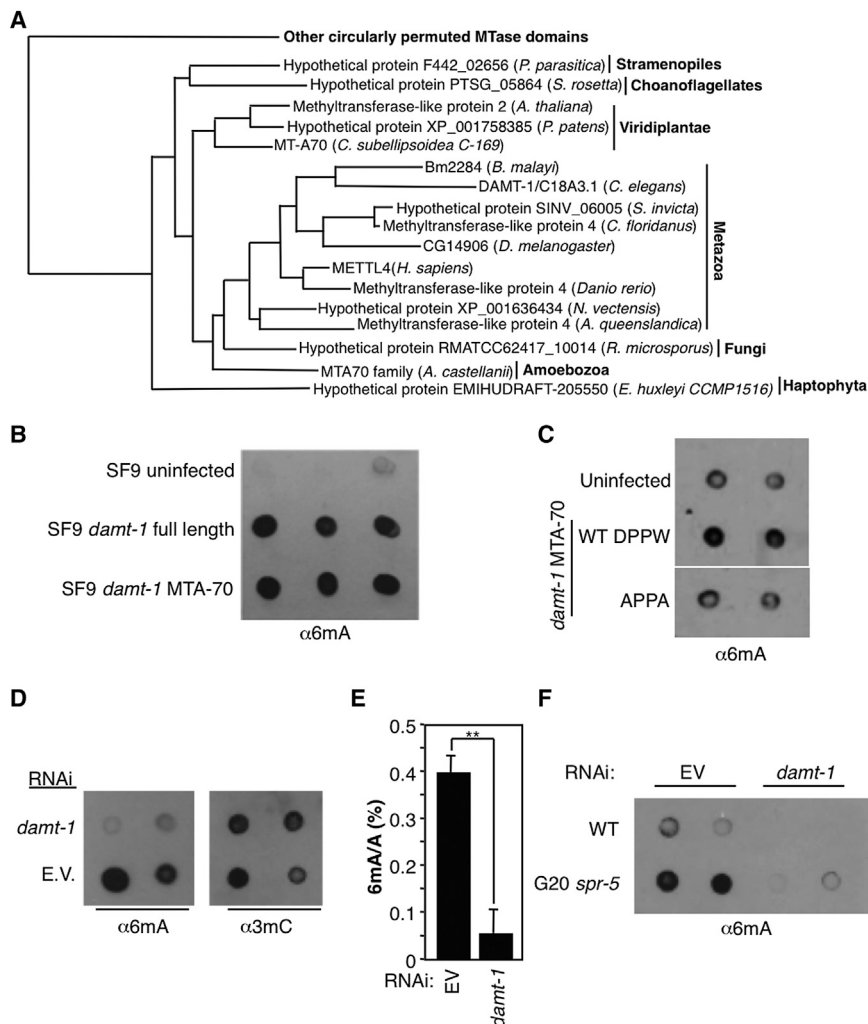 A
Other circularly permuted MTase domains
Hypothetical protein F442_02656 (P. parasitica) Stramenopiles
Hypothetical protein PTSG_05864 (S. rosetta) Choanoflagellates
Methyltransferase-like protein 2 (A. thaliana)
Hypothetical protein XP_001758385 (P. patens) Viridiplantae
MT-A70 (C. subellipsoidea C-169)
Bm2284 (B. malayi)
DAMT-1/C18A3.1 (C. elegans)
Hypothetical protein SINV_06005 (S. invicta)
Methyltransferase-like protein 4 (C. floridanus)
CG14906 (D. melanogaster)
METTL4(H. sapiens)
Methyltransferase-like protein 4 (Danio rerio)
Hypothetical protein XP_001636434 (N. vectensis)
Methyltransferase-like protein 4 (A. queenslandica)
Metazoa
Hypothetical protein RMATCC62417_10014 (R. microsporus) Fungi
MTA70 family (A. castellanii) Amoebozoa
Hypothetical protein EMIHUDRAFT-205550 (E. huxleyi CCMP1516) Haptophyta
B
SF9 uninfected
SF9 damt-1 full length
SF9 damt-1 MTA-70
α6mA
C
Uninfected
damt-1 MTA-70
WT DPPW
APPA
α6mA
D
RNAi
damt-1
E.V.
α6mA
α3mC
E
6mA/A (%)
0.5
0.4
0.3
0.2
0.1
0
**
RNAi:
EV
damt-1
F
RNAi: EV damt-1
WT
G20 spr-5
α6mA